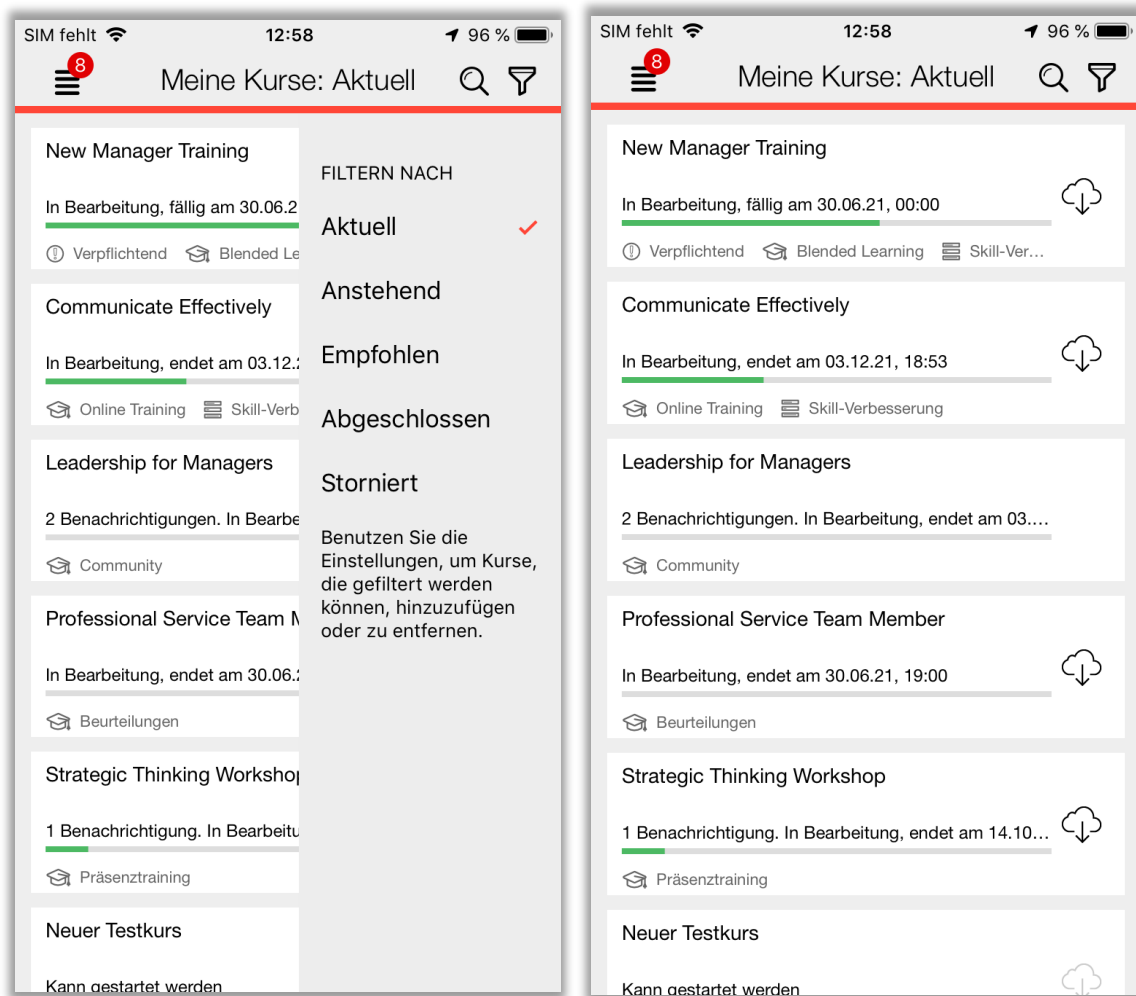 SIM fehlt 12:58 96 %
8
Meine Kurse: Aktuell
New Manager Training
In Bearbeitung, fällig am 30.06.2
Verpflichtend Blended Le
Communicate Effectively
In Bearbeitung, endet am 03.12.
Online Training Skill-Verb
Leadership for Managers
2 Benachrichtigungen. In Bearbe
Community
Professional Service Team
In Bearbeitung, endet am 30.06.
Beurteilungen
Strategic Thinking Workshop
1 Benachrichtigung. In Bearbeitu
Präsenztraining
Neuer Testkurs
Kann gestartet werden
FILTERN NACH
Aktuell
Anstehend
Empfohlen
Abgeschlossen
Storniert
Benutzen Sie die
Einstellungen, um Kurse,
die gefiltert werden
können, hinzuzufügen
oder zu entfernen.
SIM fehlt 12:58 96 %
8
Meine Kurse: Aktuell
New Manager Training
In Bearbeitung, fällig am 30.06.21, 00:00
Verpflichtend Blended Learning Skill-Ver...
Communicate Effectively
In Bearbeitung, endet am 03.12.21, 18:53
Online Training Skill-Verbesserung
Leadership for Managers
2 Benachrichtigungen. In Bearbeitung, endet am 03....
Community
Professional Service Team Member
In Bearbeitung, endet am 30.06.21, 19:00
Beurteilungen
Strategic Thinking Workshop
1 Benachrichtigung. In Bearbeitung, endet am 14.10...
Präsenztraining
Neuer Testkurs
Kann gestartet werden